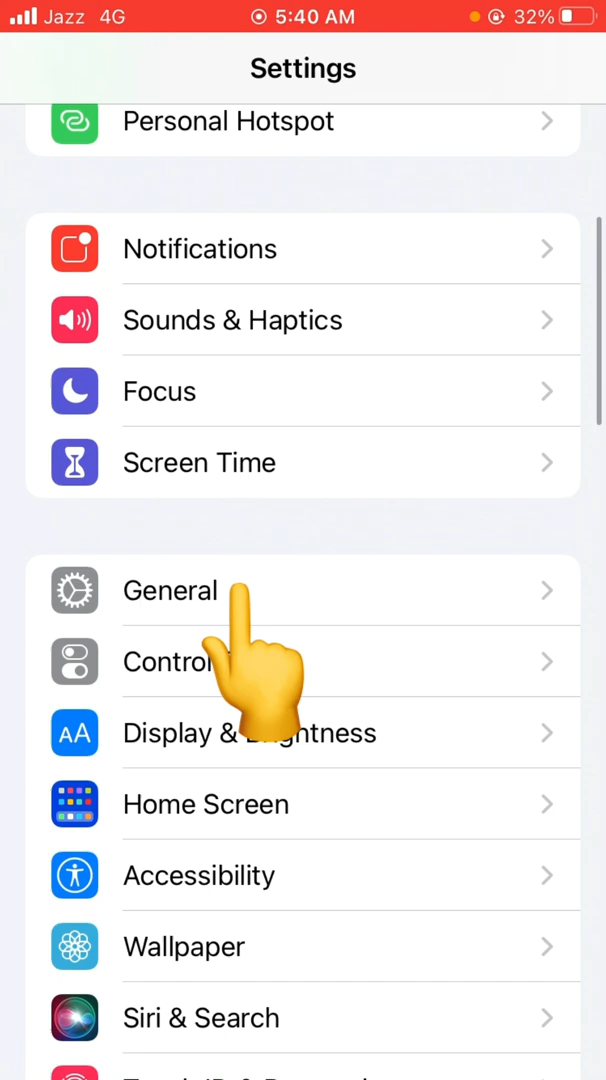 Jazz 4G 5:40 AM 32%
Settings
Personal Hotspot
Notifications
Sounds & Haptics
Focus
Screen Time
General
Control
Display & Brightness
Home Screen
AA
Accessibility
Wallpaper
Siri & Search